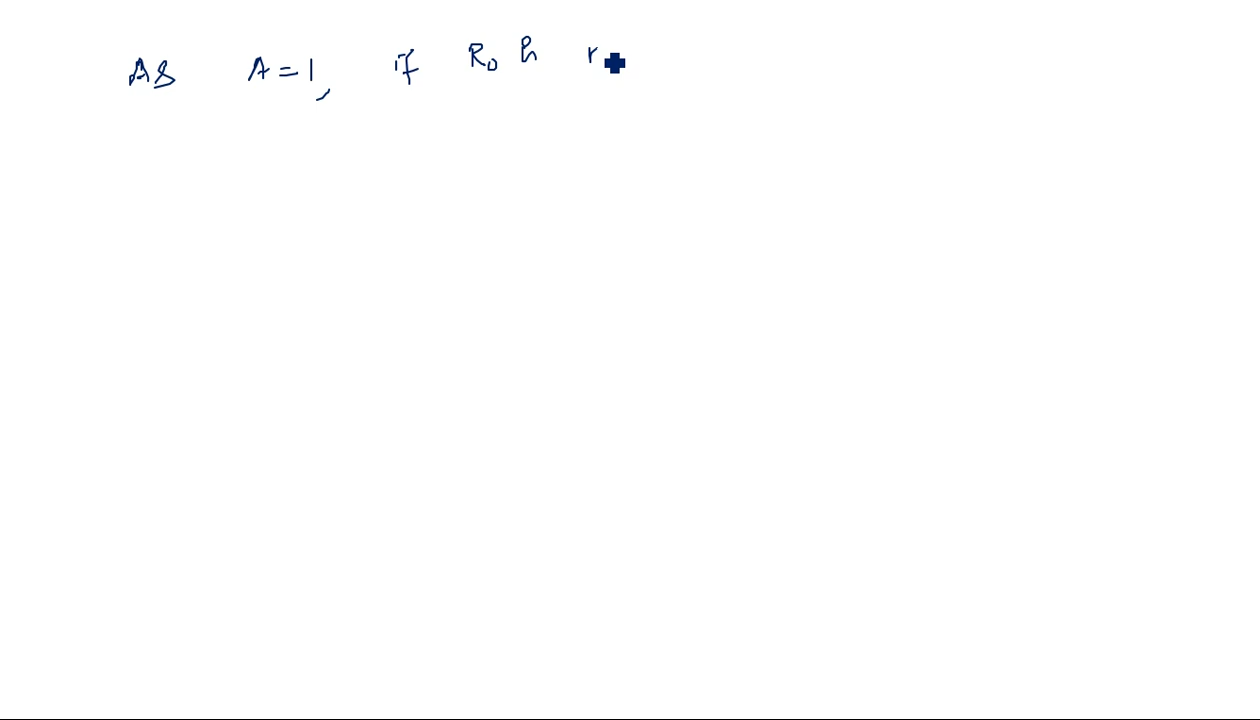 As A = 1, if R₀ & r